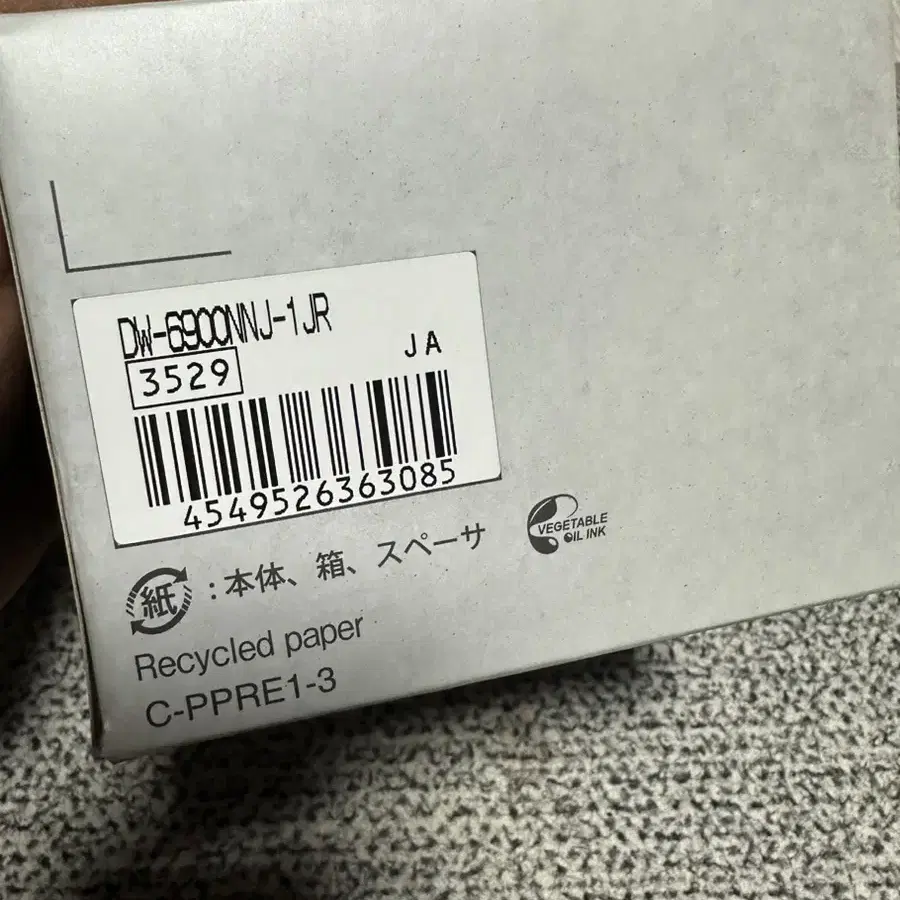 DW-6900NNJ-1JR
3529
JA
4549526363085
紙 : 本体、箱、スペーサ
VEGETABLE
OIL INK
Recycled paper
C-PPRE1-3